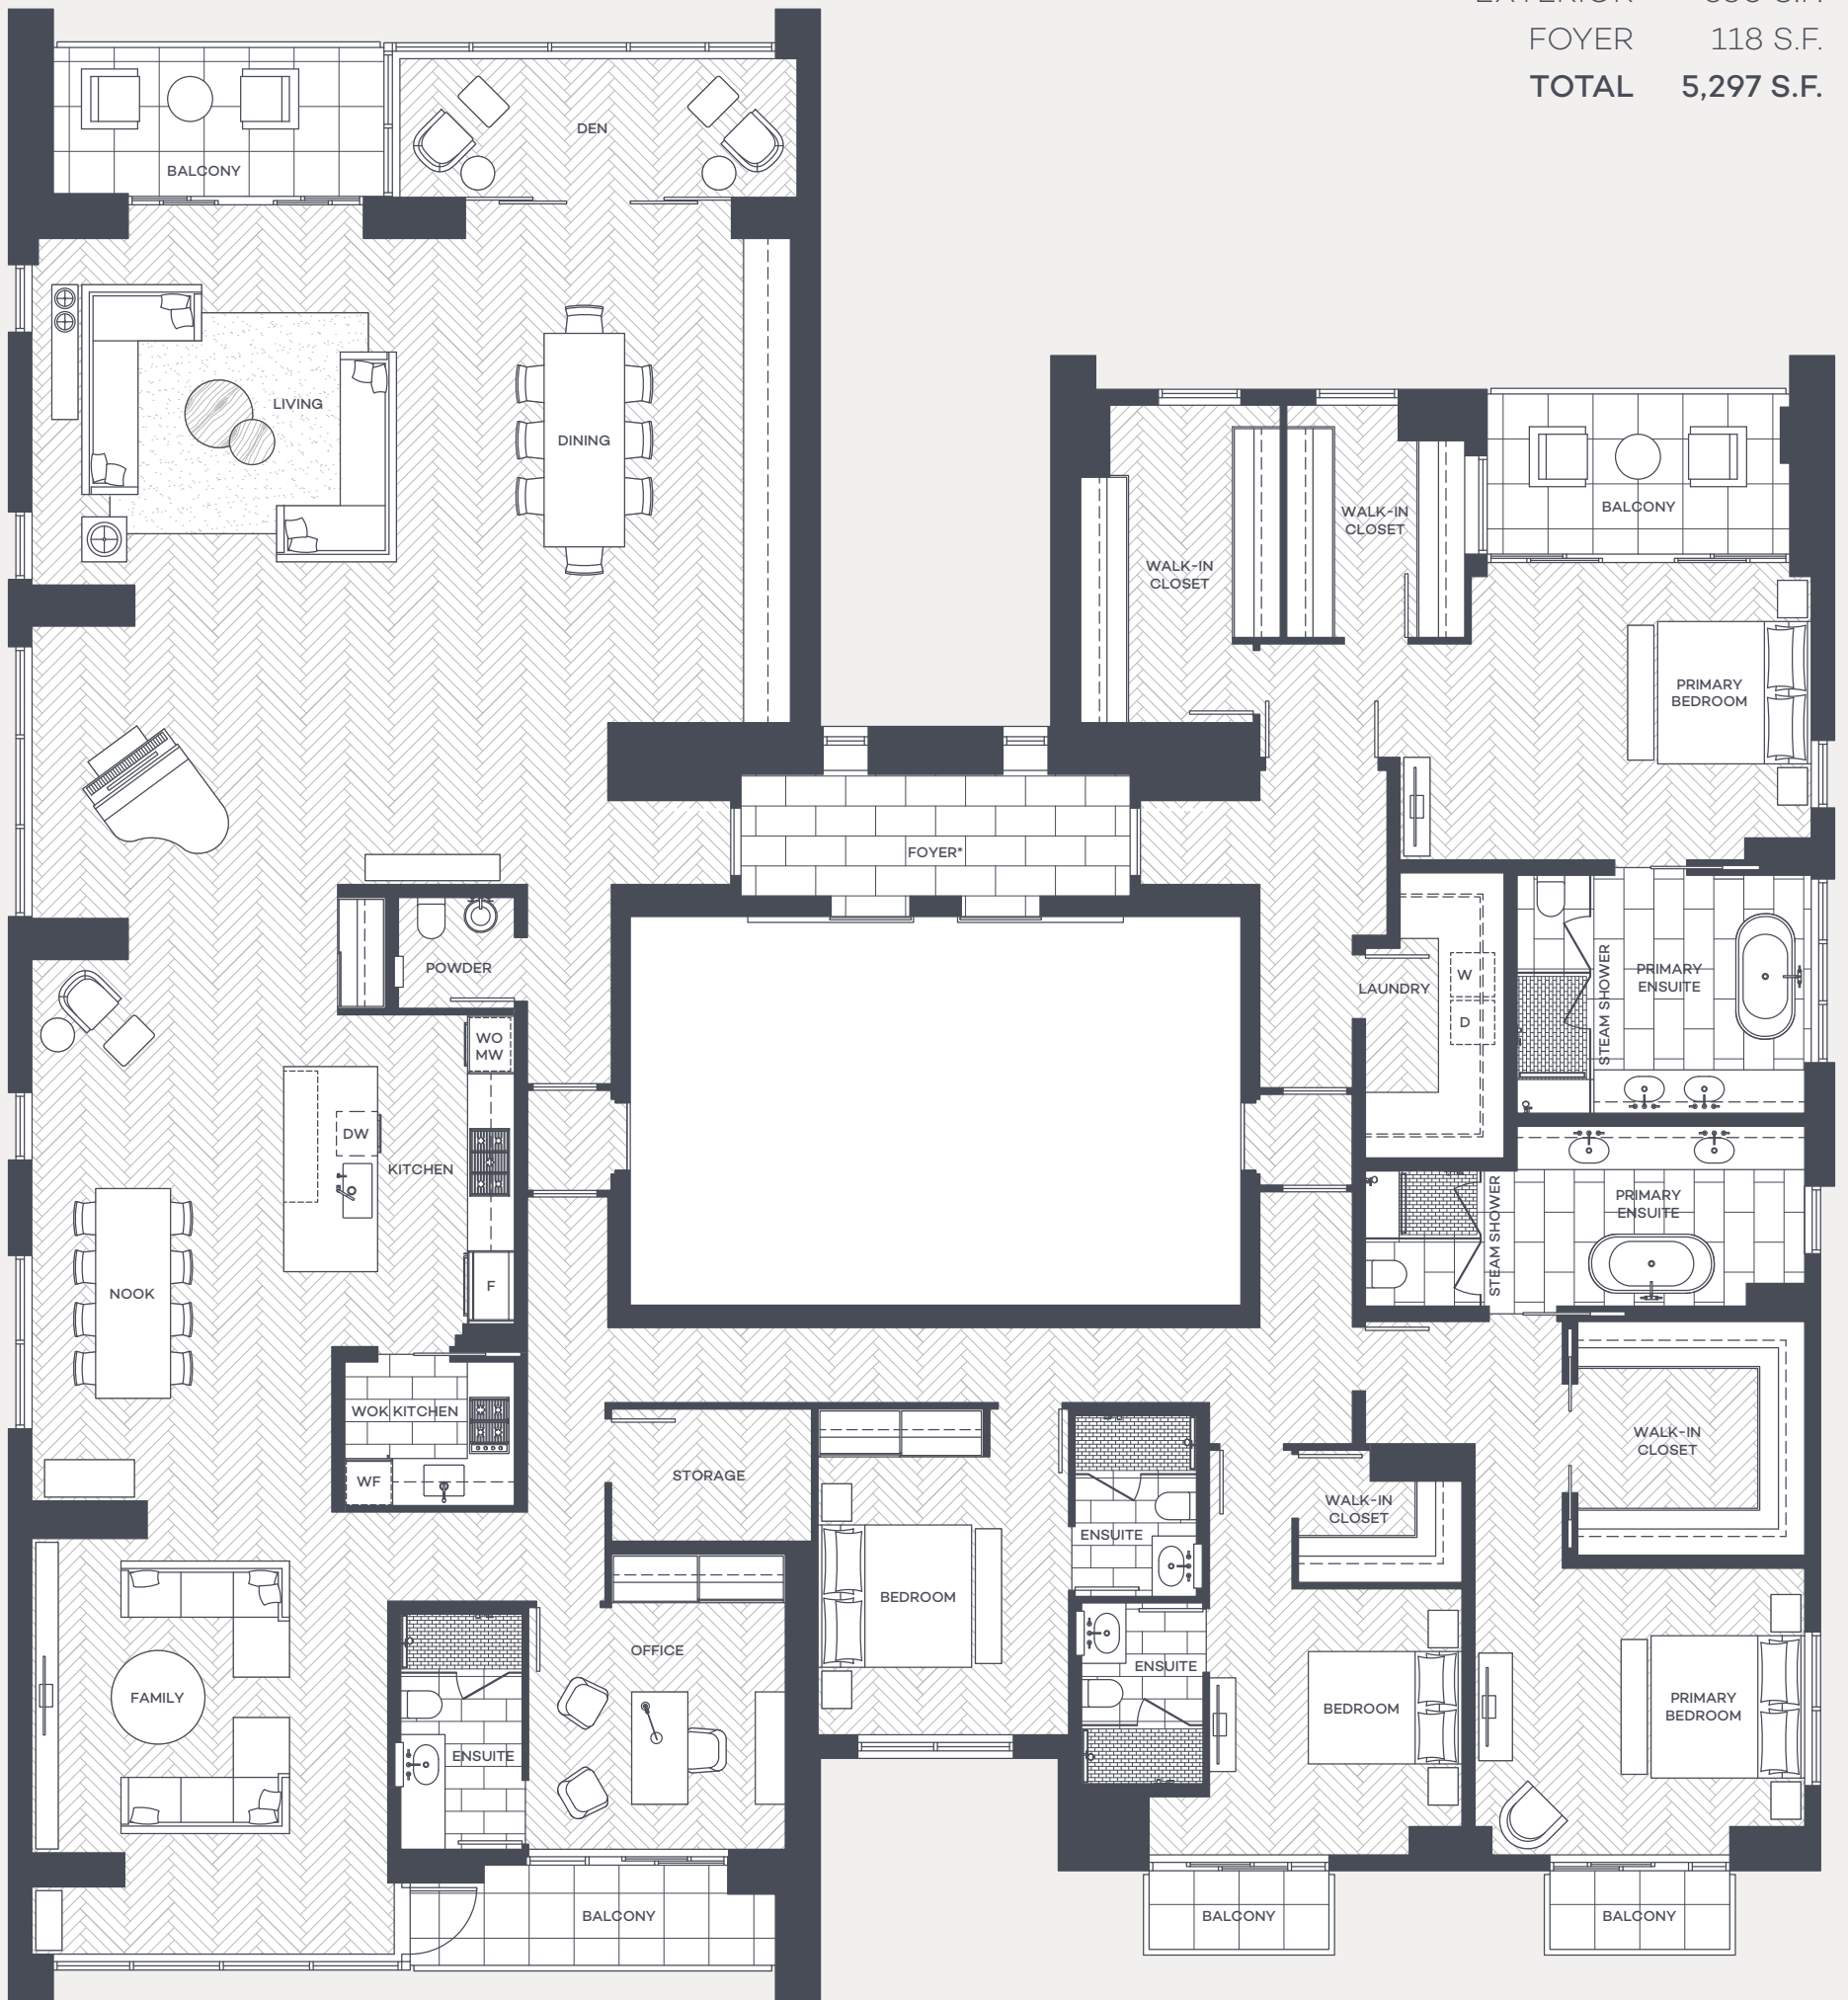 FOYER 118 S.F.
TOTAL 5,297 S.F.
BALCONY
DEN
LIVING
DINING
WALK-IN
CLOSET
WALK-IN
CLOSET
BALCONY
PRIMARY
BEDROOM
FOYER*
POWDER
LAUNDRY
W
D
STEAM SHOWER
PRIMARY
ENSUITE
WO
MW
DW
KITCHEN
F
NOOK
STEAM SHOWER
PRIMARY
ENSUITE
WOK KITCHEN
WF
STORAGE
ENSUITE
WALK-IN
CLOSET
WALK-IN
CLOSET
BEDROOM
OFFICE
FAMILY
ENSUITE
ENSUITE
BEDROOM
PRIMARY
BEDROOM
BALCONY
BALCONY
BALCONY